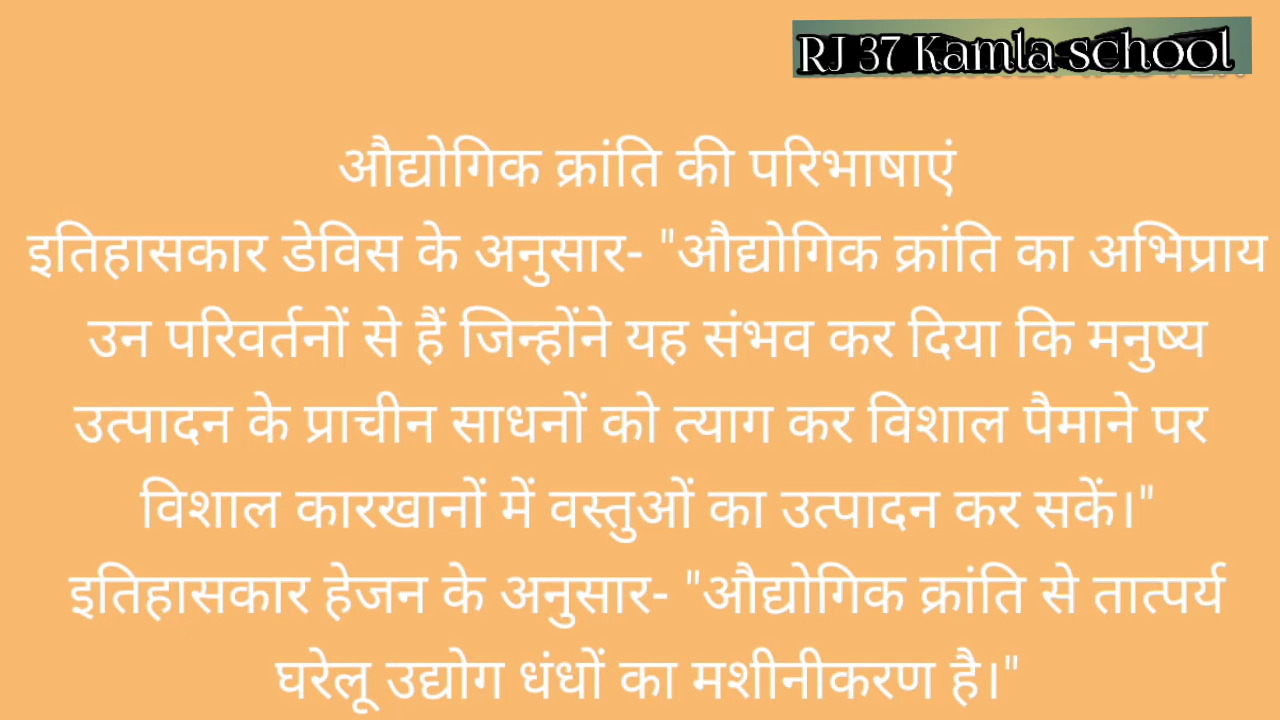 RJ 37 Kamla school
औद्योगिक क्रांति की परिभाषाएं
इतिहासकार डेविस के अनुसार- "औद्योगिक क्रांति का अभिप्राय
उन परिवर्तनों से हैं जिन्होंने यह संभव कर दिया कि मनुष्य
उत्पादन के प्राचीन साधनों को त्याग कर विशाल पैमाने पर
विशाल कारखानों में वस्तुओं का उत्पादन कर सकें।"
इतिहासकार हेजन के अनुसार- "औद्योगिक क्रांति से तात्पर्य
घरेलू उद्योग धंधों का मशीनीकरण है।"